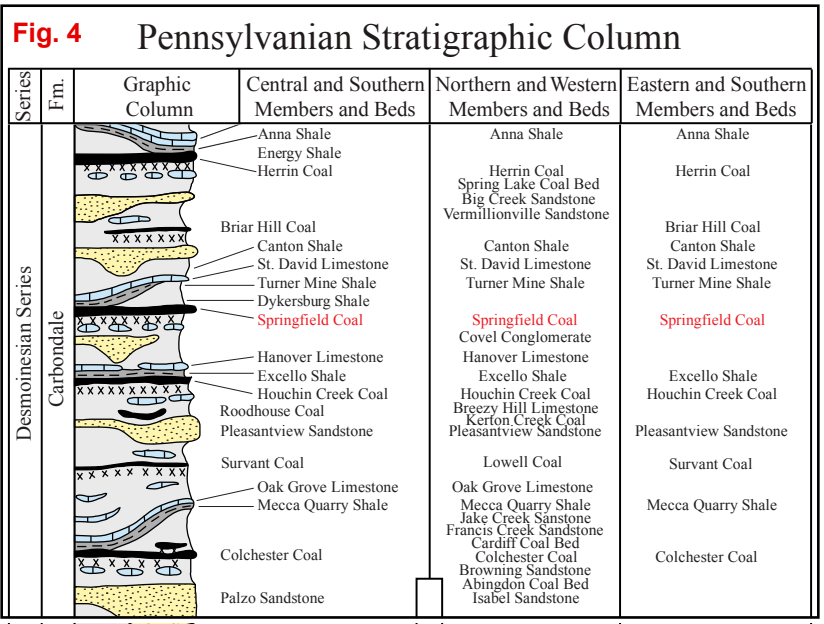 Fig. 4
Pennsylvanian Stratigraphic Column
Series
Fm.
Graphic
Column
Central and Southern
Members and Beds
Northern and Western
Members and Beds
Eastern and Southern
Members and Beds
Desmoinesian Series
Carbondale
Anna Shale
Energy Shale
Herrin Coal
Briar Hill Coal
Canton Shale
St. David Limestone
Turner Mine Shale
Dykersburg Shale
Springfield Coal
Hanover Limestone
Excello Shale
Houchin Creek Coal
Roodhouse Coal
Pleasantview Sandstone
Survant Coal
Oak Grove Limestone
Mecca Quarry Shale
Colchester Coal
Palzo Sandstone
Anna Shale
Herrin Coal
Spring Lake Coal Bed
Big Creek Sandstone
Vermillionville Sandstone
Canton Shale
St. David Limestone
Turner Mine Shale
Springfield Coal
Covel Conglomerate
Hanover Limestone
Excello Shale
Houchin Creek Coal
Breezy Hill Limestone
Kerton Creek Coal
Pleasantview Sandstone
Lowell Coal
Oak Grove Limestone
Mecca Quarry Shale
Jake Creek Sanstone
Francis Creek Sandstone
Cardiff Coal Bed
Colchester Coal
Browning Sandstone
Abingdon Coal Bed
Isabel Sandstone
Anna Shale
Herrin Coal
Briar Hill Coal
Canton Shale
St. David Limestone
Turner Mine Shale
Springfield Coal
Excello Shale
Houchin Creek Coal
Pleasantview Sandstone
Survant Coal
Mecca Quarry Shale
Colchester Coal